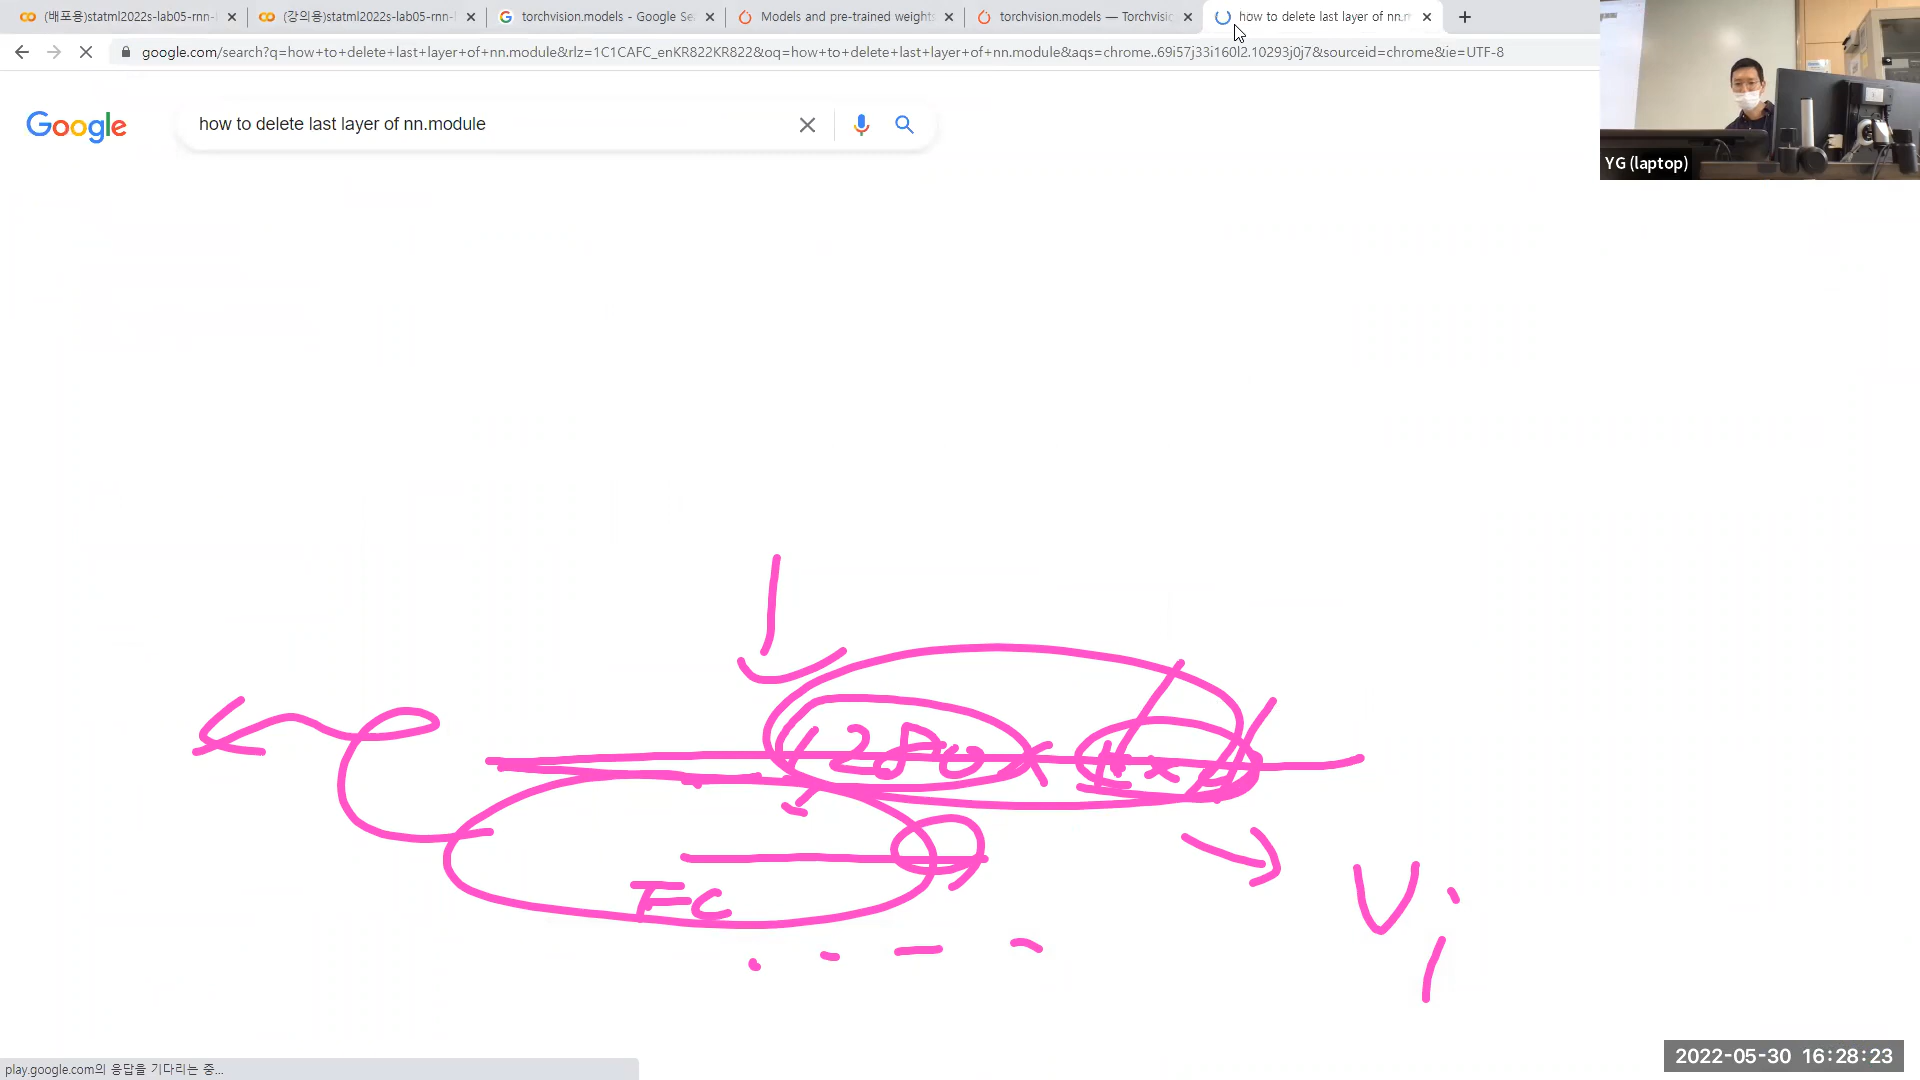 (배포용)statml2022s-lab05-rnn-
(강의용)statml2022s-lab05-rnn-
torchvision.models - Google Se
Models and pre-trained weights
torchvision.models — Torchvisio
how to delete last layer of nn.m
google.com/search?q=how+to+delete+last+layer+of+nn.module&rlz=1C1CAFC_enKR822KR822&oq=how+to+delete+last+layer+of+nn.module&aqs=chrome..69i57j33i160l2.10293j0j7&sourceid=chrome&ie=UTF-8
Google
how to delete last layer of nn.module
YG (laptop)
1280 x
FC
Vi
play.google.com의 응답을 기다리는 중...
2022-05-30 16:28:23